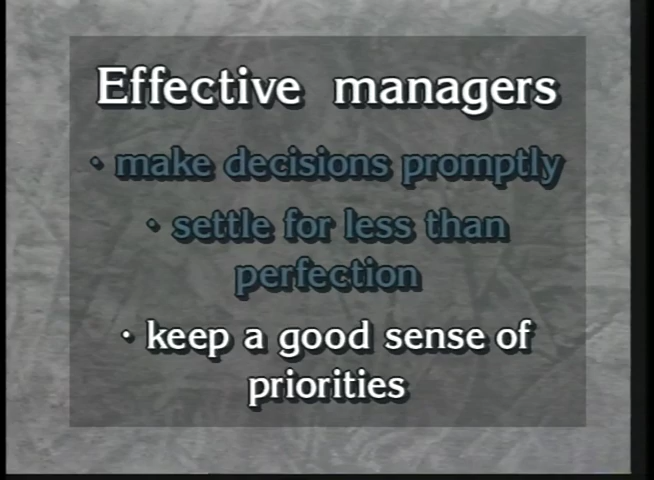 Effective managers
• make decisions promptly
• settle for less than
perfection
• keep a good sense of
priorities